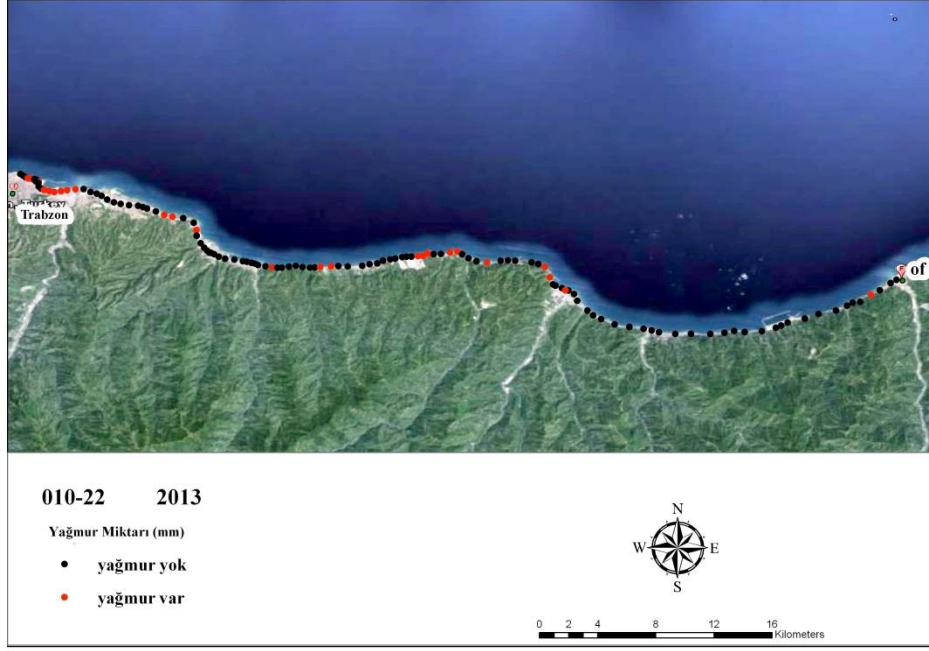 Trabzon
of
010-22 2013
Yağmur Miktarı (mm)
yağmur yok
yağmur var
N
W E
S
0 2 4 8 12 16
Kilometers